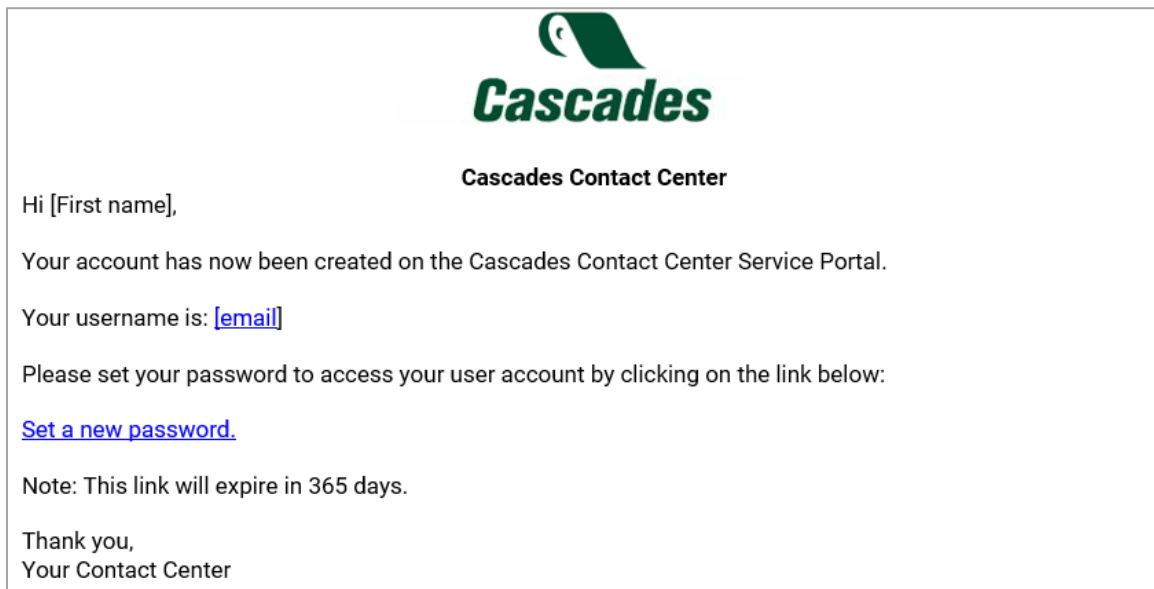 Cascades
Cascades Contact Center
Hi [First name],
Your account has now been created on the Cascades Contact Center Service Portal.
Your username is: [email]
Please set your password to access your user account by clicking on the link below:
Set a new password.
Note: This link will expire in 365 days.
Thank you,
Your Contact Center